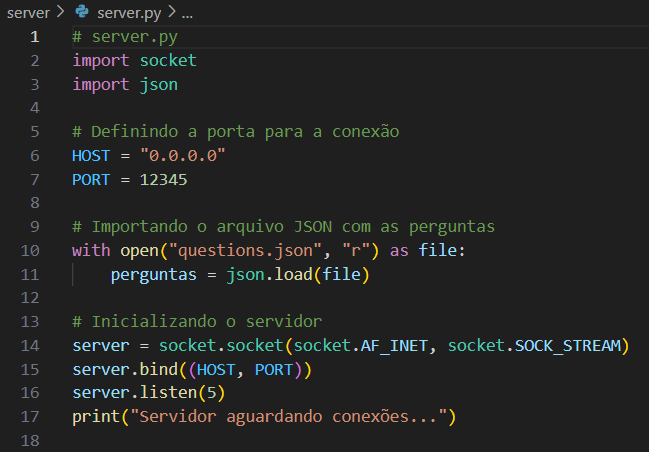 server > server.py > ...
1 # server.py
2 import socket
3 import json
4
5 # Definindo a porta para a conexão
6 HOST = "0.0.0.0"
7 PORT = 12345
8
9 # Importando o arquivo JSON com as perguntas
10 with open("questions.json", "r") as file:
11     perguntas = json.load(file)
12
13 # Inicializando o servidor
14 server = socket.socket(socket.AF_INET, socket.SOCK_STREAM)
15 server.bind((HOST, PORT))
16 server.listen(5)
17 print("Servidor aguardando conexões...")
18